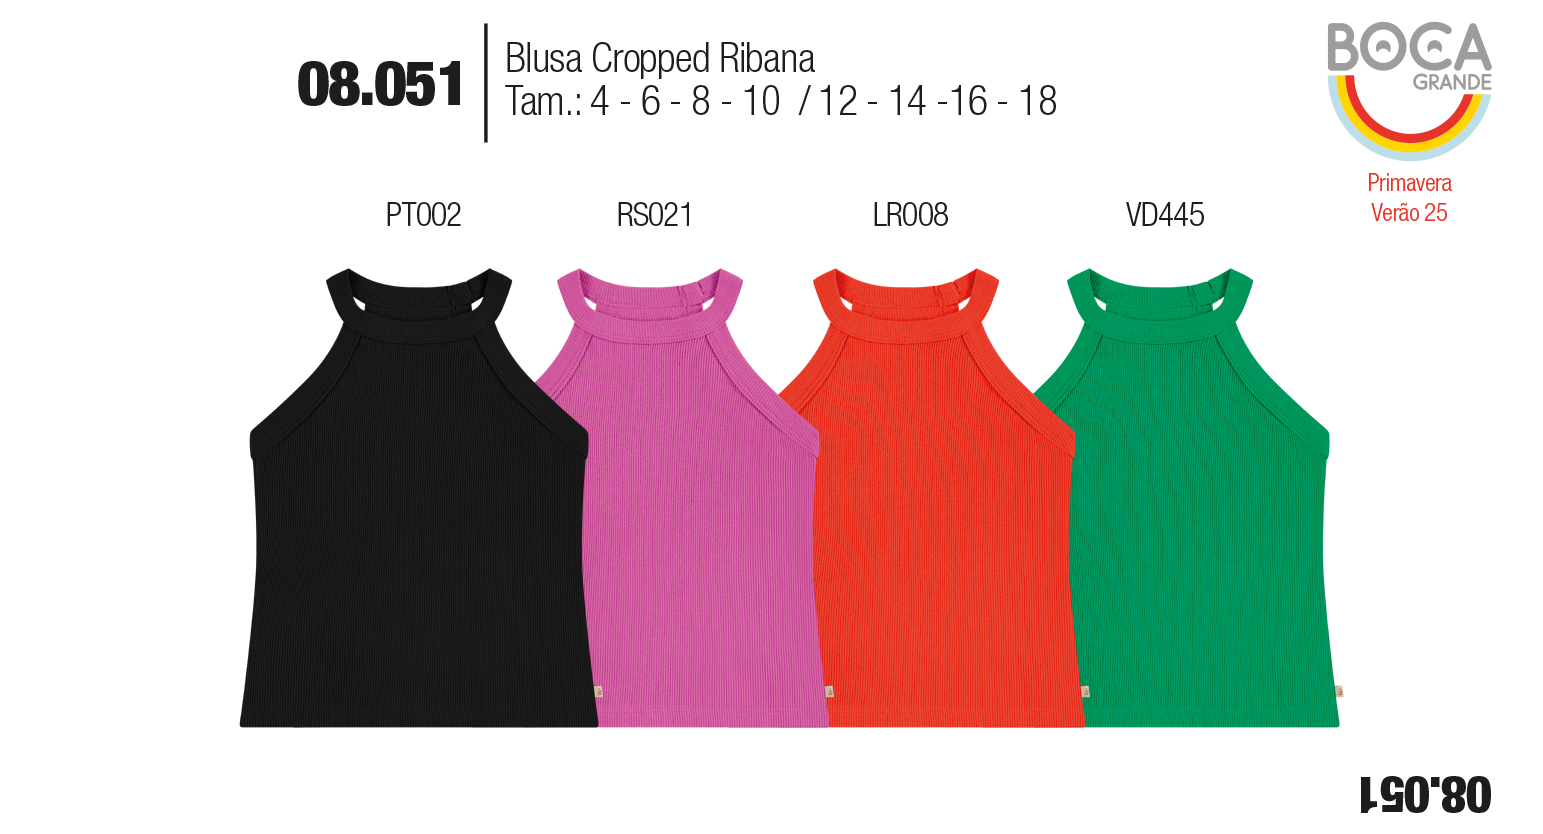 08.051
Blusa Cropped Ribana
Tam.: 4 - 6 - 8 - 10 / 12 - 14 -16 - 18
BOCA
GRANDE
Primavera
Verão 25
PT002
RS021
LR008
VD445
08.051